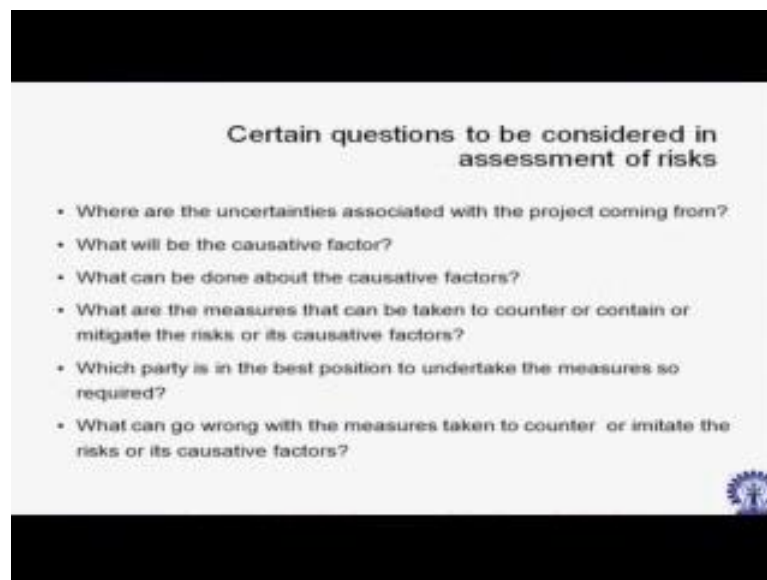 Certain questions to be considered in
assessment of risks
• Where are the uncertainties associated with the project coming from?
• What will be the causative factor?
• What can be done about the causative factors?
• What are the measures that can be taken to counter or contain or
mitigate the risks or its causative factors?
• Which party is in the best position to undertake the measures so
required?
• What can go wrong with the measures taken to counter or imitate the
risks or its causative factors?